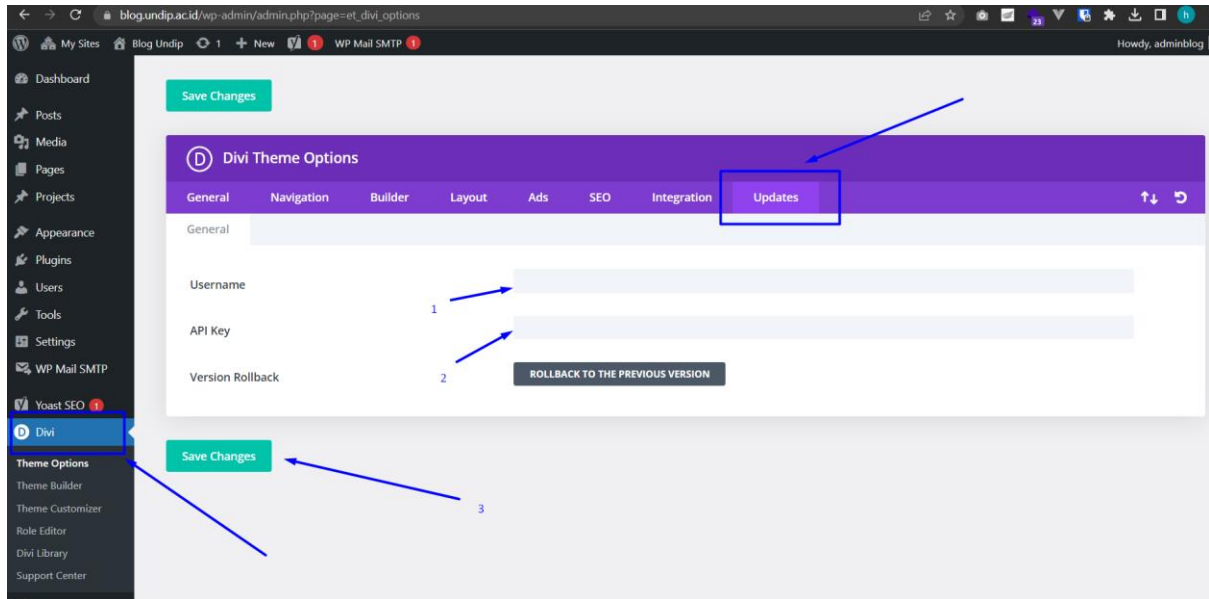 blog.undip.ac.id/wp-admin/admin.php?page=et_divi_options
23
h
My Sites Blog Undip 1 + New 1 WP Mail SMTP 1 Howdy, adminblog
Dashboard
Posts
Media
Pages
Projects
Appearance
Plugins
Users
Tools
Settings
WP Mail SMTP
Yoast SEO 1
D Divi
Theme Options
Theme Builder
Theme Customizer
Role Editor
Divi Library
Support Center
Save Changes
D Divi Theme Options
General Navigation Builder Layout Ads SEO Integration Updates
General
Username
1
API Key
2
Version Rollback
ROLLBACK TO THE PREVIOUS VERSION
Save Changes
3